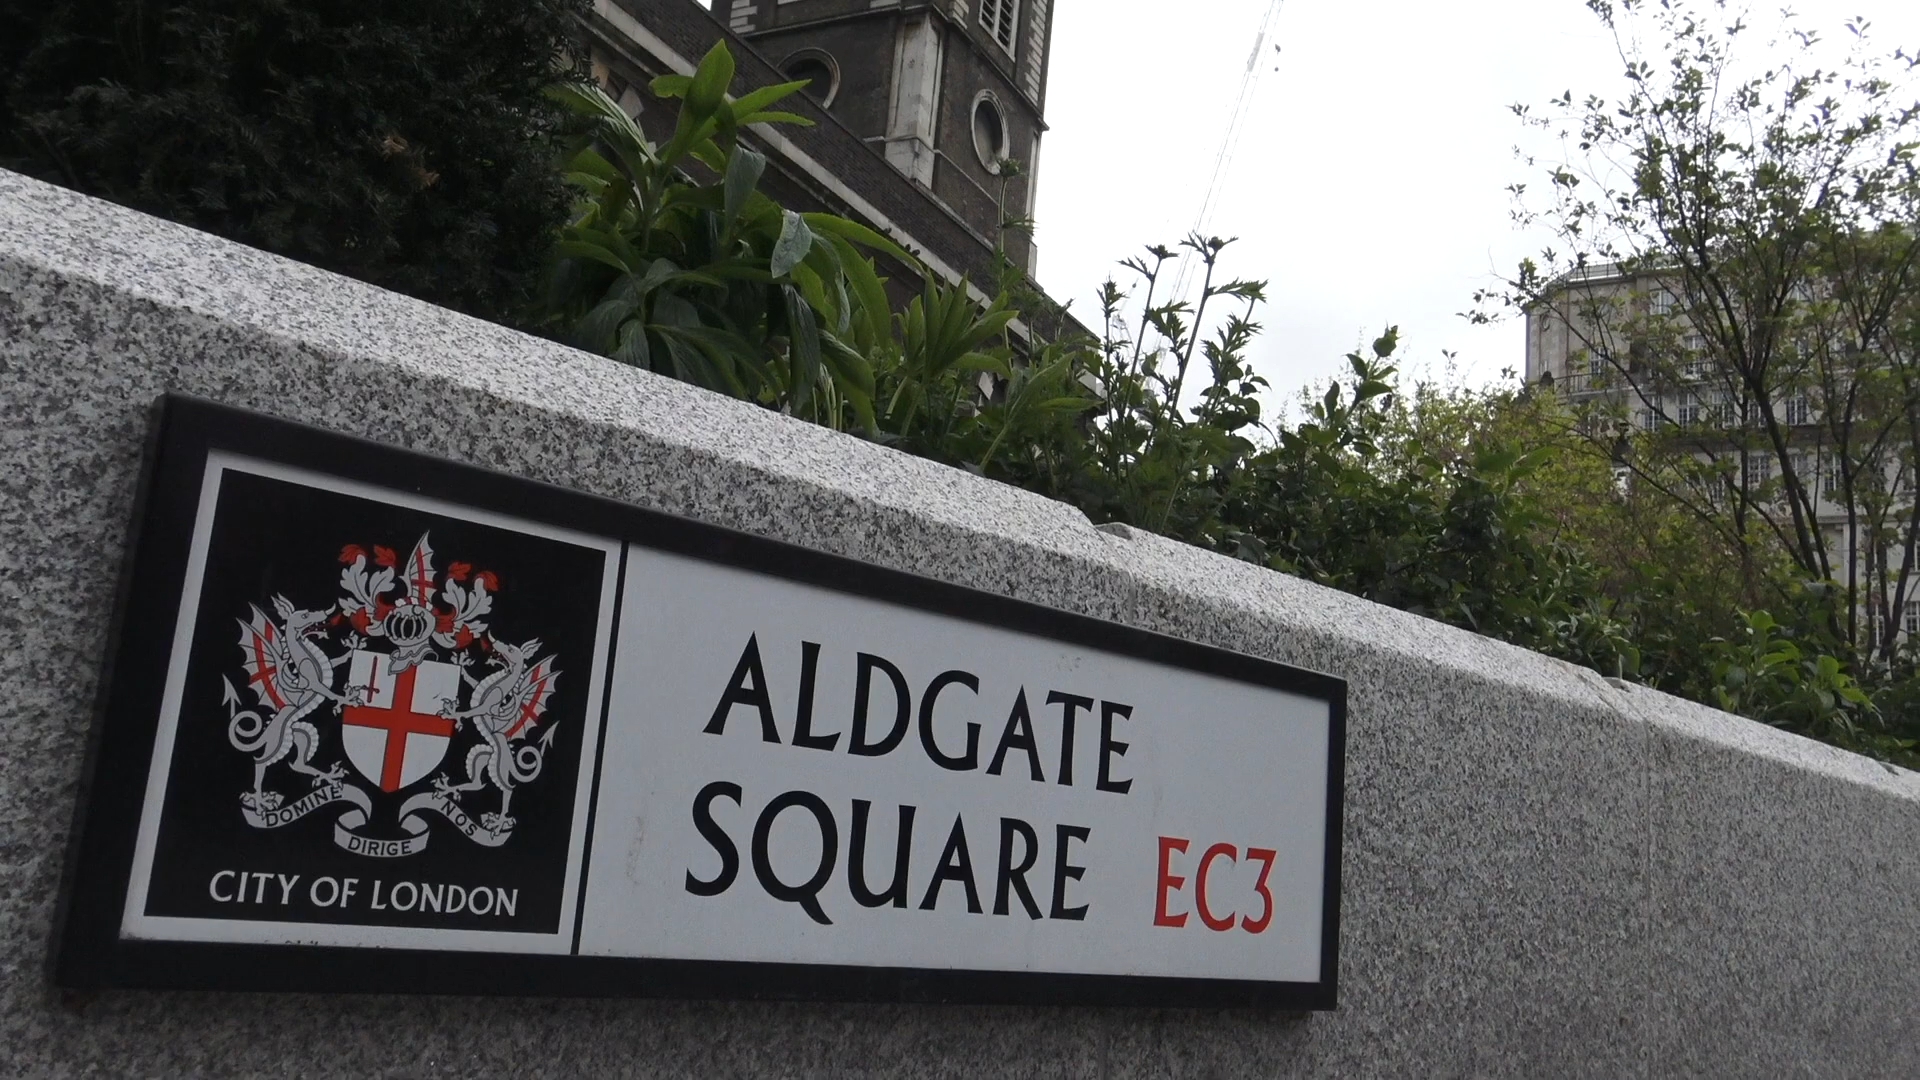 DOMINE DIRIGE NOS
CITY OF LONDON
ALDGATE
SQUARE EC3